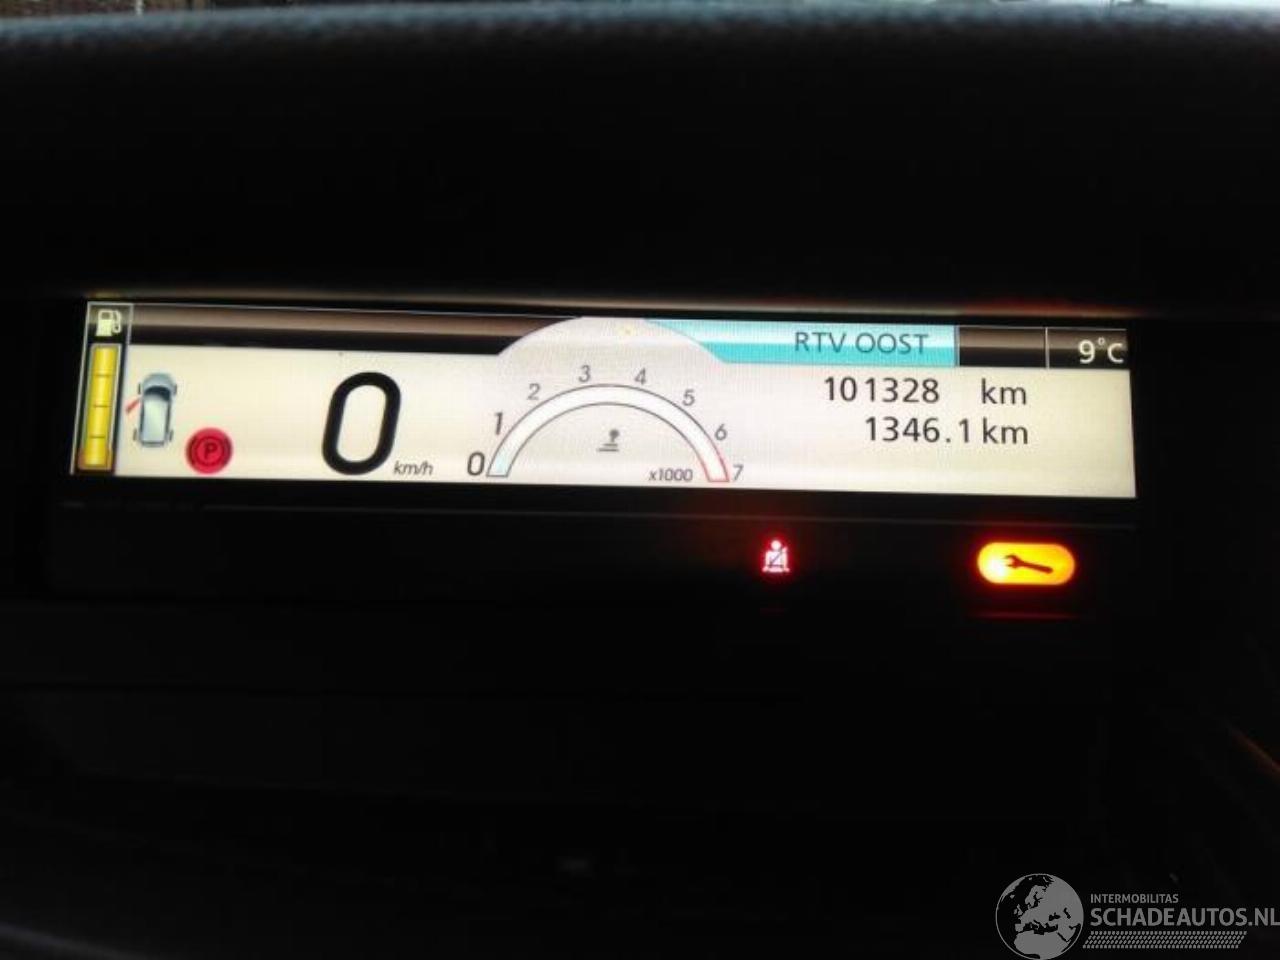 RTV OOST
9°C
101328 km
1346.1 km
P
0 km/h
0 1 2 3 4 5 6 7
x1000
INTERMOBILITAS
SCHADEAUTOS.NL